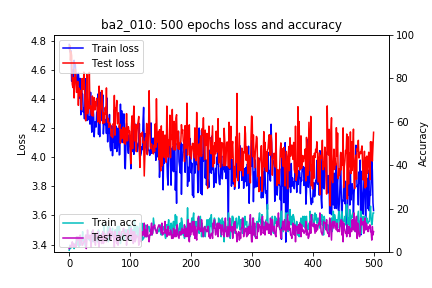 ba2_010: 500 epochs loss and accuracy
4.8
4.6
4.4
4.2
4.0
3.8
3.6
3.4
Loss
Train loss
Test loss
Train acc
Test acc
100
80
60
40
20
0
Accuracy
0 100 200 300 400 500